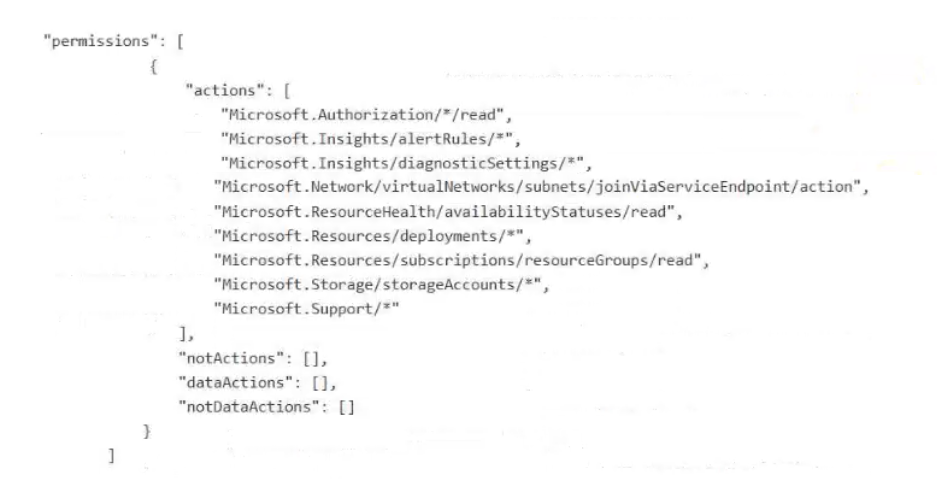 "permissions": [
{
"actions": [
"Microsoft.Authorization/*/read",
"Microsoft.Insights/alertRules/*",
"Microsoft.Insights/diagnosticSettings/*",
"Microsoft.Network/virtualNetworks/subnets/joinViaServiceEndpoint/action",
"Microsoft.ResourceHealth/availabilityStatuses/read",
"Microsoft.Resources/deployments/*",
"Microsoft.Resources/subscriptions/resourceGroups/read",
"Microsoft.Storage/storageAccounts/*",
"Microsoft.Support/*"
],
"notActions": [],
"dataActions": [],
"notDataActions": []
}
]